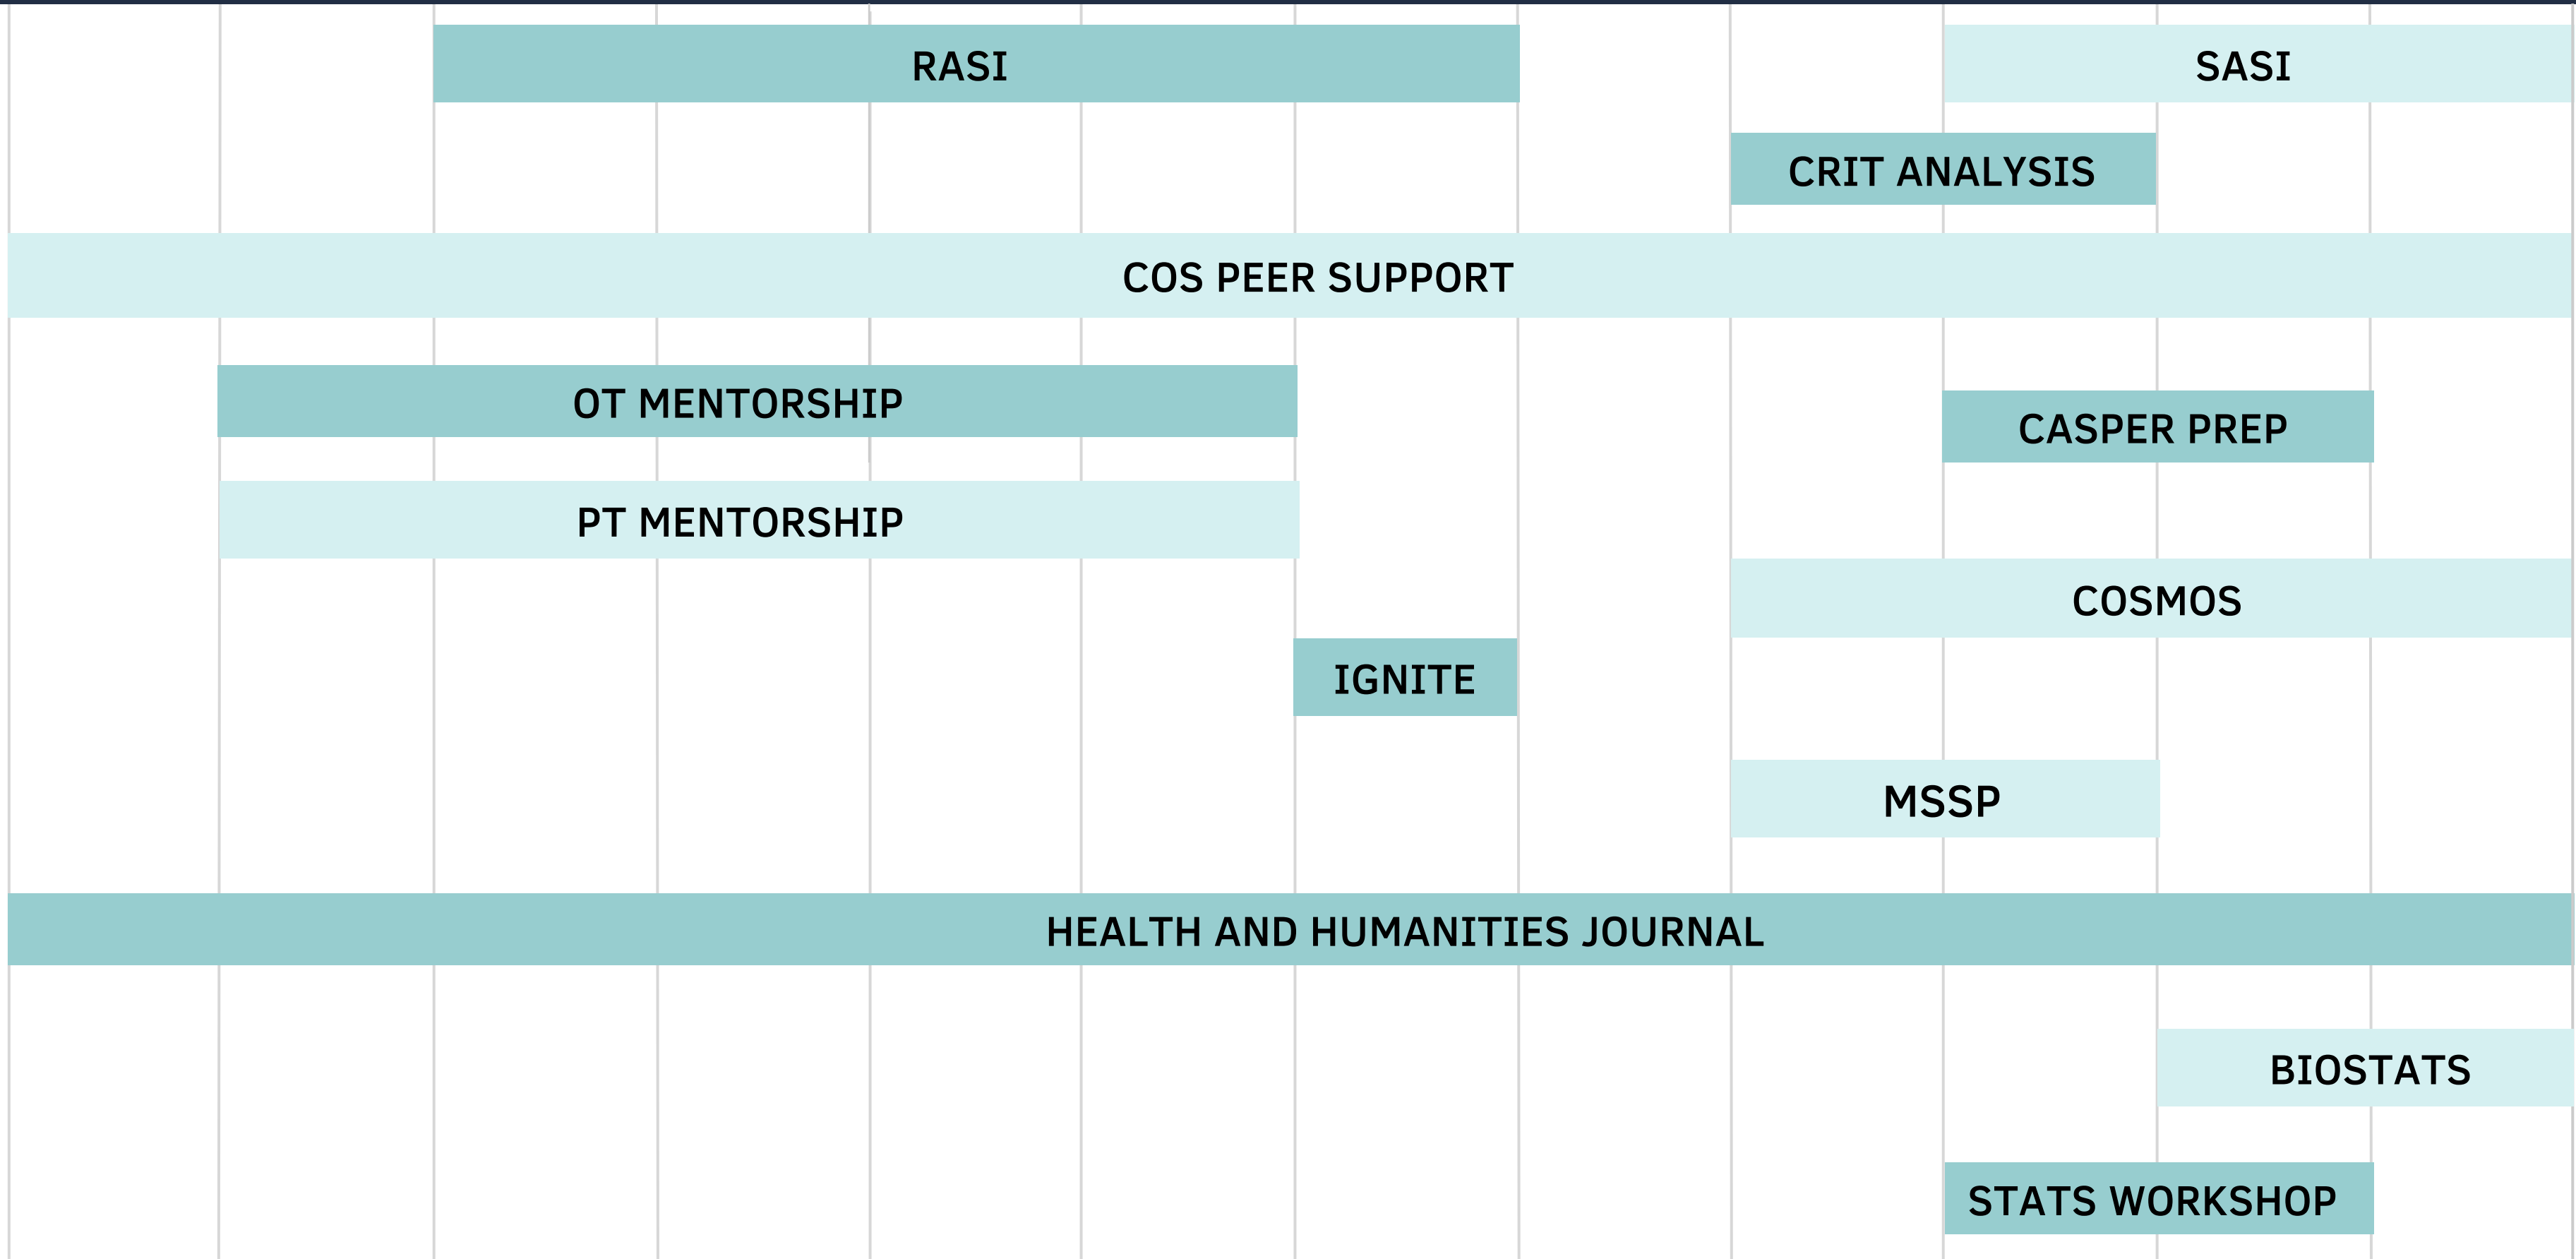 RASI
SASI
CRIT ANALYSIS
COS PEER SUPPORT
OT MENTORSHIP
CASPER PREP
PT MENTORSHIP
COSMOS
IGNITE
MSSP
HEALTH AND HUMANITIES JOURNAL
BIOSTATS
STATS WORKSHOP